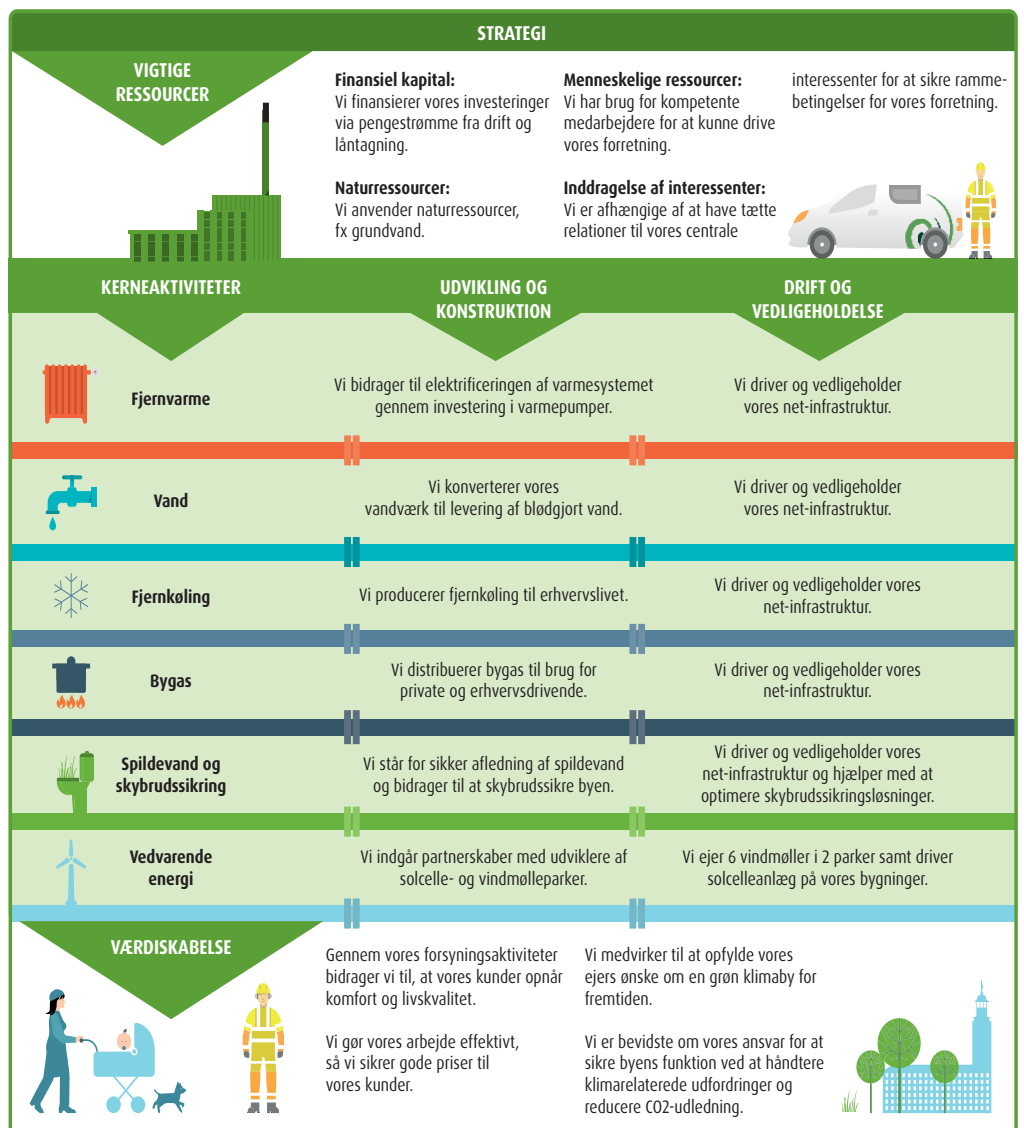 STRATEGI
VIGTIGE
RESSOURCER
Finansiel kapital:
Vi finansierer vores investeringer
via pengestrømme fra drift og
låntagning.
Naturressourcer:
Vi anvender naturressourcer,
fx grundvand.
Menneskelige ressourcer:
Vi har brug for kompetente
medarbejdere for at kunne drive
vores forretning.
Inddragelse af interessenter:
Vi er afhængige af at have tætte
relationer til vores centrale
interessenter for at sikre ramme-
betingelser for vores forretning.
KERNEAKTIVITETER
UDVIKLING OG
KONSTRUKTION
DRIFT OG
VEDLIGEHOLDELSE
Fjernvarme
Vi bidrager til elektrificeringen af varmesystemet
gennem investering i varmepumper.
Vi driver og vedligeholder
vores net-infrastruktur.
Vand
Vi konverterer vores
vandværk til levering af blødgjort vand.
Vi driver og vedligeholder
vores net-infrastruktur.
Fjernkøling
Vi producerer fjernkøling til erhvervslivet.
Vi driver og vedligeholder vores
net-infrastruktur.
Bygas
Vi distribuerer bygas til brug for
private og erhvervsdrivende.
Vi driver og vedligeholder vores
net-infrastruktur.
Spildevand og
skybrudssikring
Vi står for sikker afledning af spildevand
og bidrager til at skybrudssikre byen.
Vi driver og vedligeholder vores
net-infrastruktur og hjælper med at
optimere skybrudssikringsløsninger.
Vedvarende
energi
Vi indgår partnerskaber med udviklere af
solcelle- og vindmølleparker.
Vi ejer 6 vindmøller i 2 parker samt driver
solcelleanlæg på vores bygninger.
VÆRDISKABELSE
Gennem vores forsyningsaktiviteter
bidrager vi til, at vores kunder opnår
komfort og livskvalitet.
Vi gør vores arbejde effektivt,
så vi sikrer gode priser til
vores kunder.
Vi medvirker til at opfylde vores
ejers ønske om en grøn klimaby for
fremtiden.
Vi er bevidste om vores ansvar for at
sikre byens funktion ved at håndtere
klimarelaterede udfordringer og
reducere CO2-udledning.